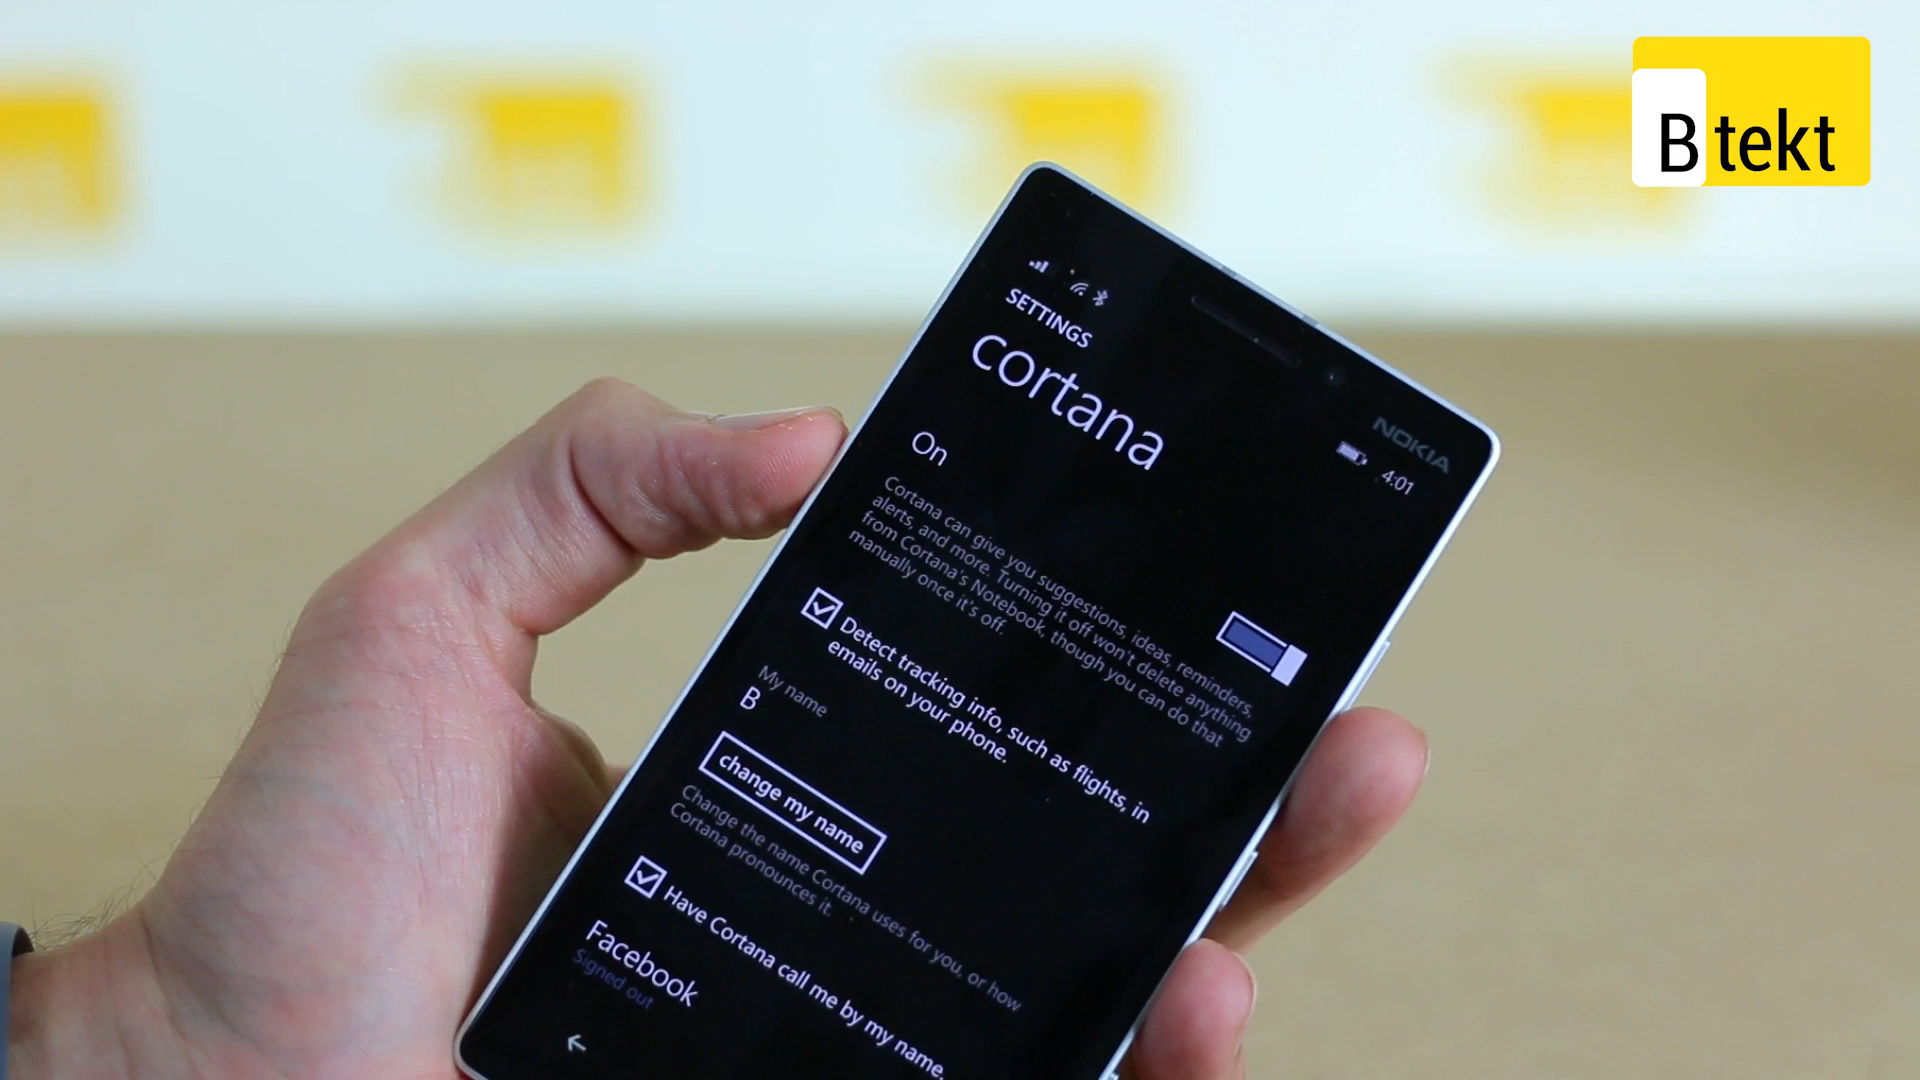 B tekt
NOKIA
4:01
SETTINGS
cortana
On
Cortana can give you suggestions, ideas, reminders,
alerts, and more. Turning it off won't delete anything
from Cortana's Notebook, though you can do that
manually once it's off.
Detect tracking info, such as flights, in
emails on your phone.
My name
B
change my name
Change the name Cortana uses for you, or how
Cortana pronounces it.
Have Cortana call me by my name.
Facebook
Signed out